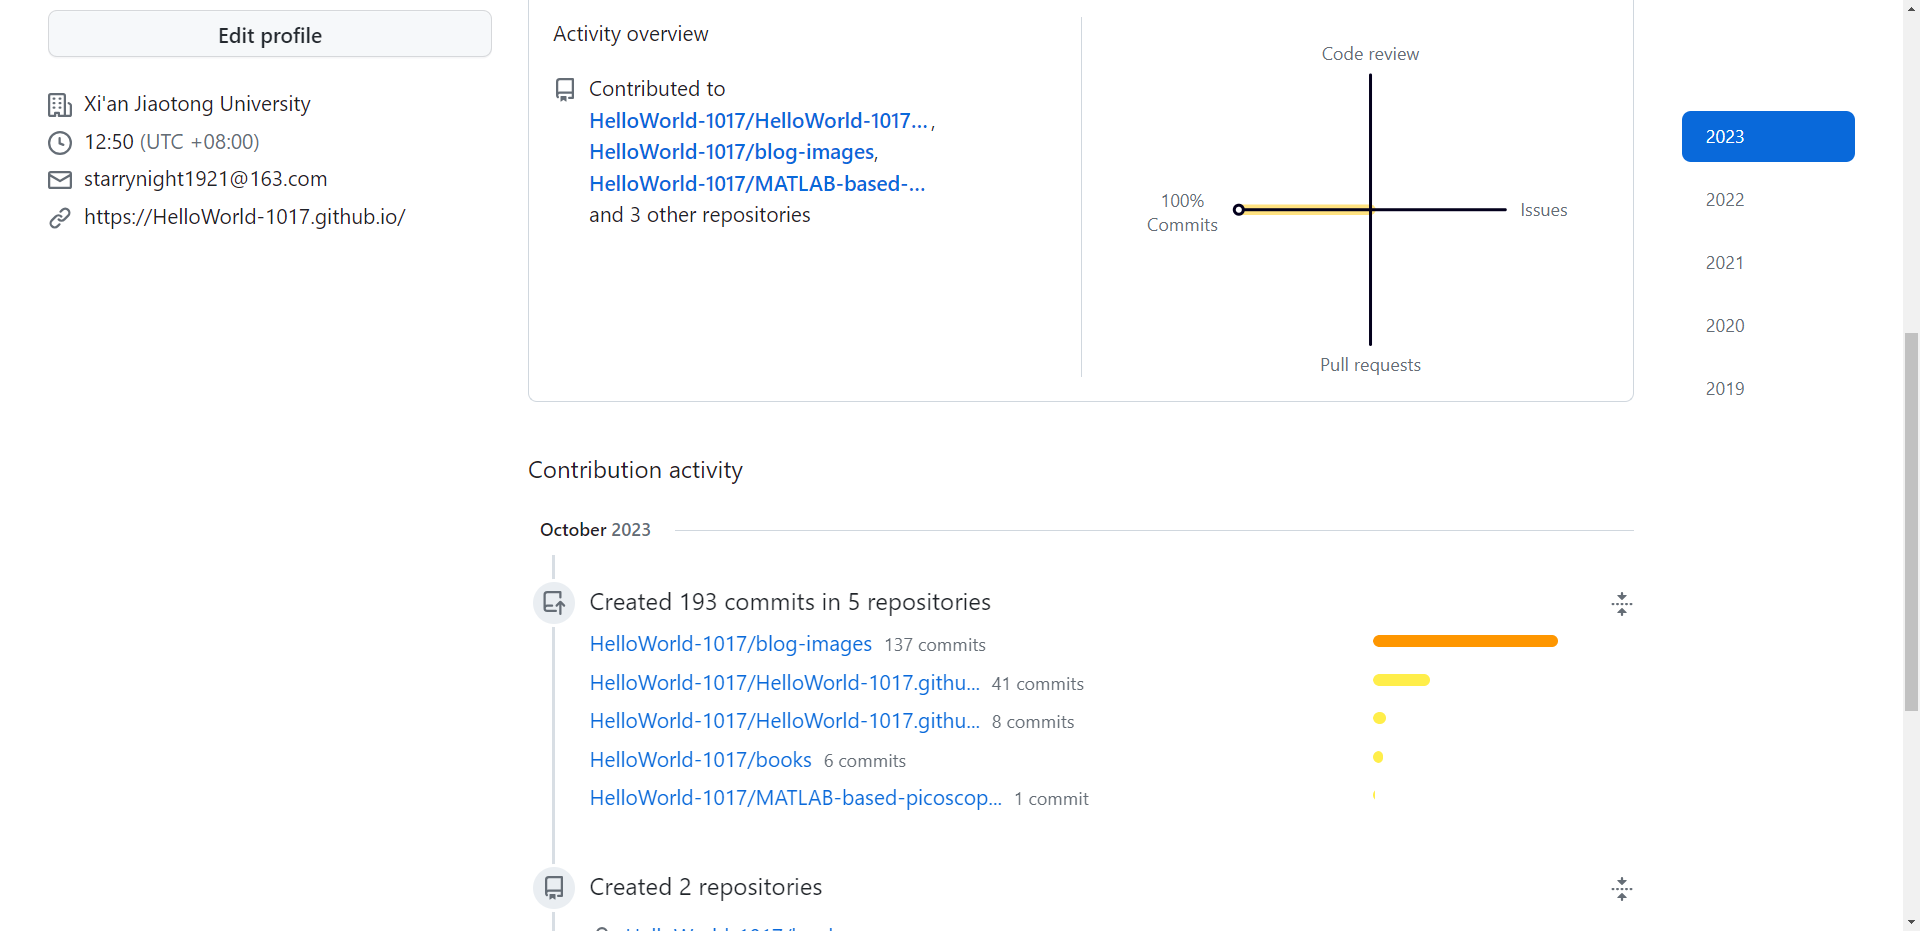 Edit profile
Xi'an Jiaotong University
12:50 (UTC +08:00)
starrynight1921@163.com
https://HelloWorld-1017.github.io/
Activity overview
Contributed to
HelloWorld-1017/HelloWorld-1017...,
HelloWorld-1017/blog-images,
HelloWorld-1017/MATLAB-based-...
and 3 other repositories
Code review
100%
Commits
Issues
Pull requests
2023
2022
2021
2020
2019
Contribution activity
October 2023
Created 193 commits in 5 repositories
HelloWorld-1017/blog-images 137 commits
HelloWorld-1017/HelloWorld-1017.githu... 41 commits
HelloWorld-1017/HelloWorld-1017.githu... 8 commits
HelloWorld-1017/books 6 commits
HelloWorld-1017/MATLAB-based-picoscop... 1 commit
Created 2 repositories